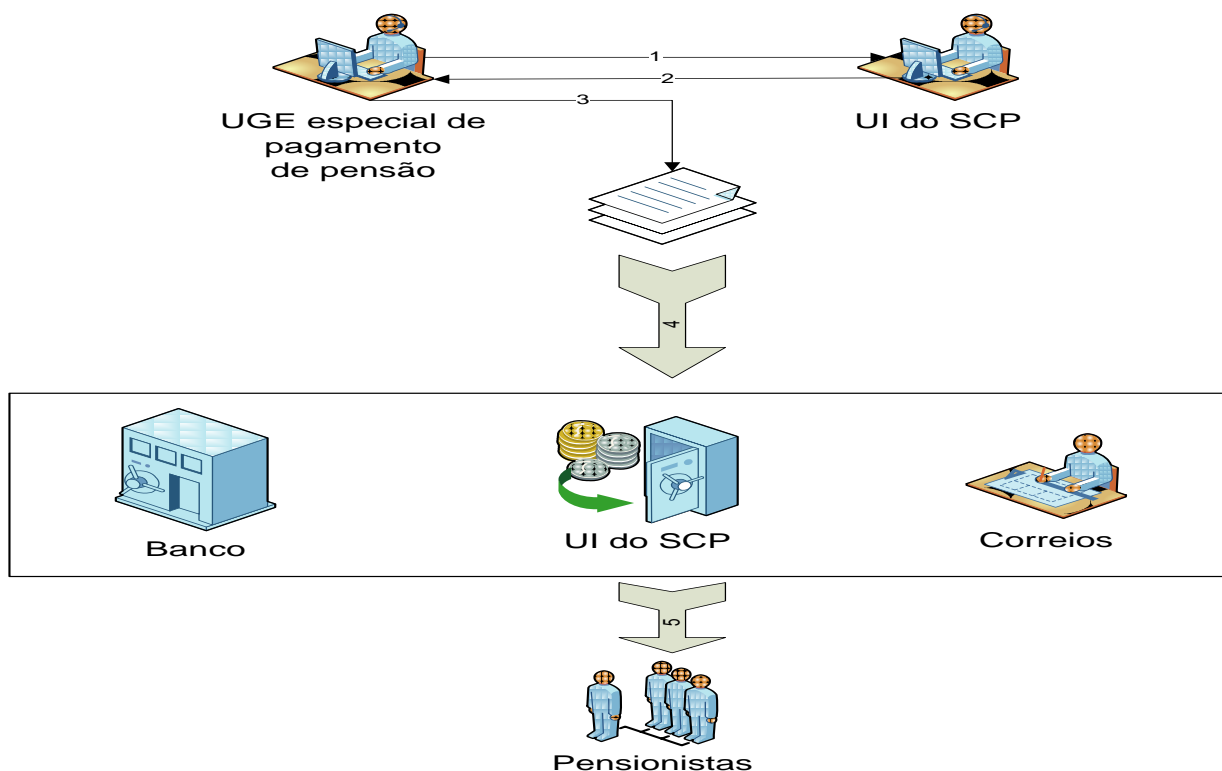 1
2
3
UGE especial de
pagamento
de pensão
UI do SCP
4
Banco
UI do SCP
Correios
5
Pensionistas